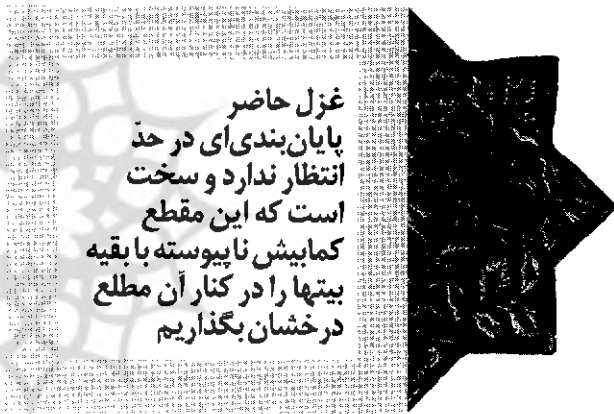 غزل حاضر
پایان‌بندی‌ای در حدّ
انتظار ندارد و سخت
است که این مقطع
کمابیش ناپیوسته با بقیه
بیتها را در کنار آن مطلع
درخشان بگذاریم